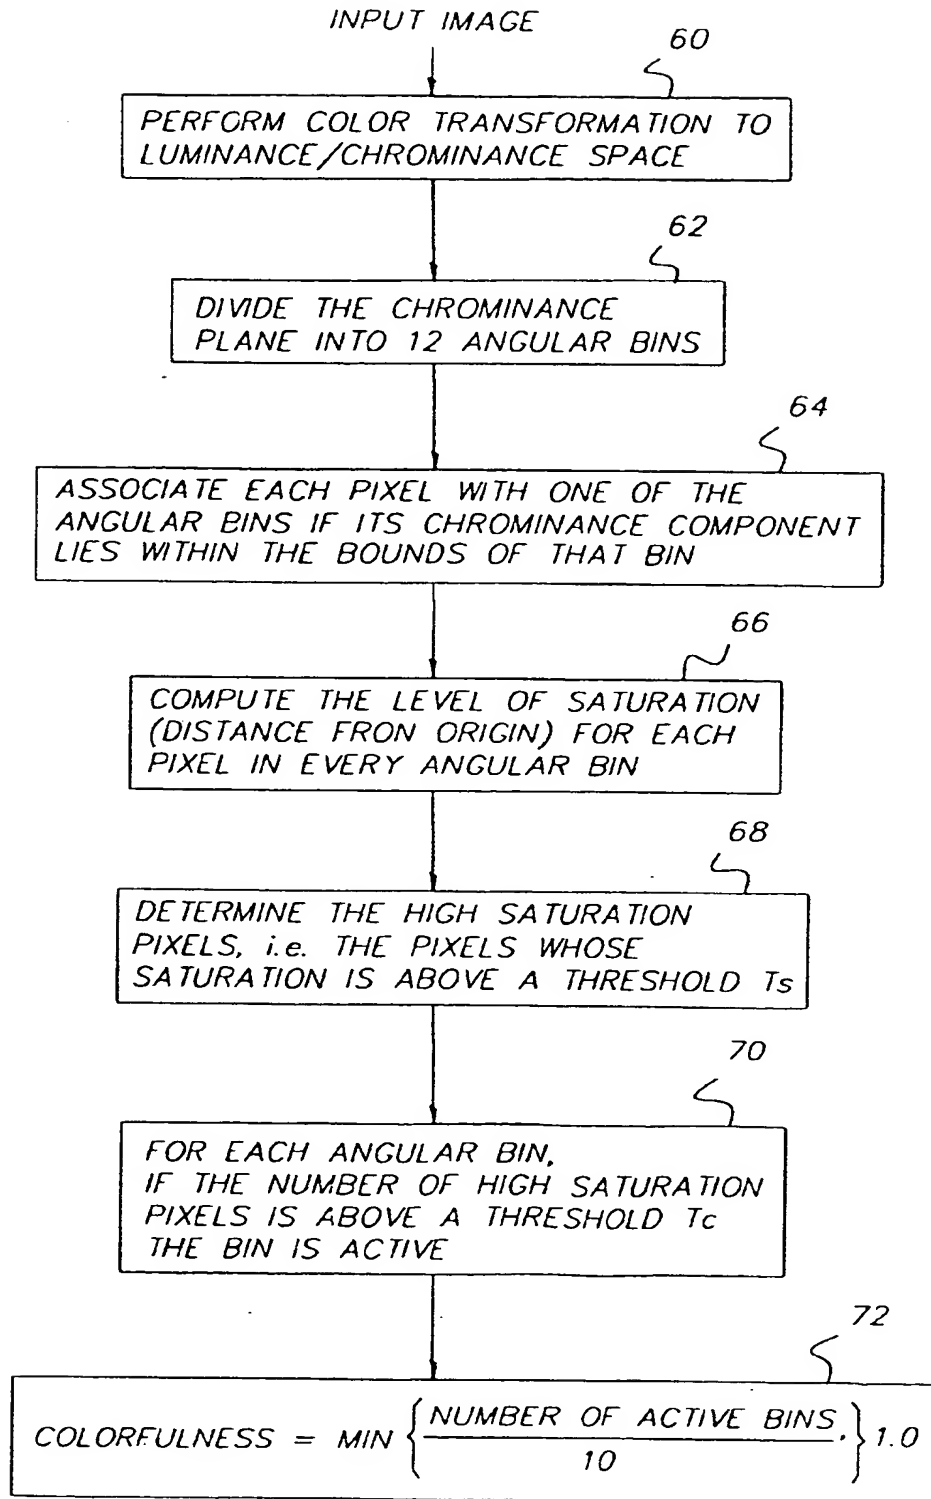 INPUT IMAGE
60
PERFORM COLOR TRANSFORMATION TO
LUMINANCE/CHROMINANCE SPACE
62
DIVIDE THE CHROMINANCE
PLANE INTO 12 ANGULAR BINS
64
ASSOCIATE EACH PIXEL WITH ONE OF THE
ANGULAR BINS IF ITS CHROMINANCE COMPONENT
LIES WITHIN THE BOUNDS OF THAT BIN
66
COMPUTE THE LEVEL OF SATURATION
(DISTANCE FRON ORIGIN) FOR EACH
PIXEL IN EVERY ANGULAR BIN
68
DETERMINE THE HIGH SATURATION
PIXELS, i.e. THE PIXELS WHOSE
SATURATION IS ABOVE A THRESHOLD Ts
70
FOR EACH ANGULAR BIN,
IF THE NUMBER OF HIGH SATURATION
PIXELS IS ABOVE A THRESHOLD Tc
THE BIN IS ACTIVE
72
COLORFULNESS = MIN { NUMBER OF ACTIVE BINS / 10 , } 1.0